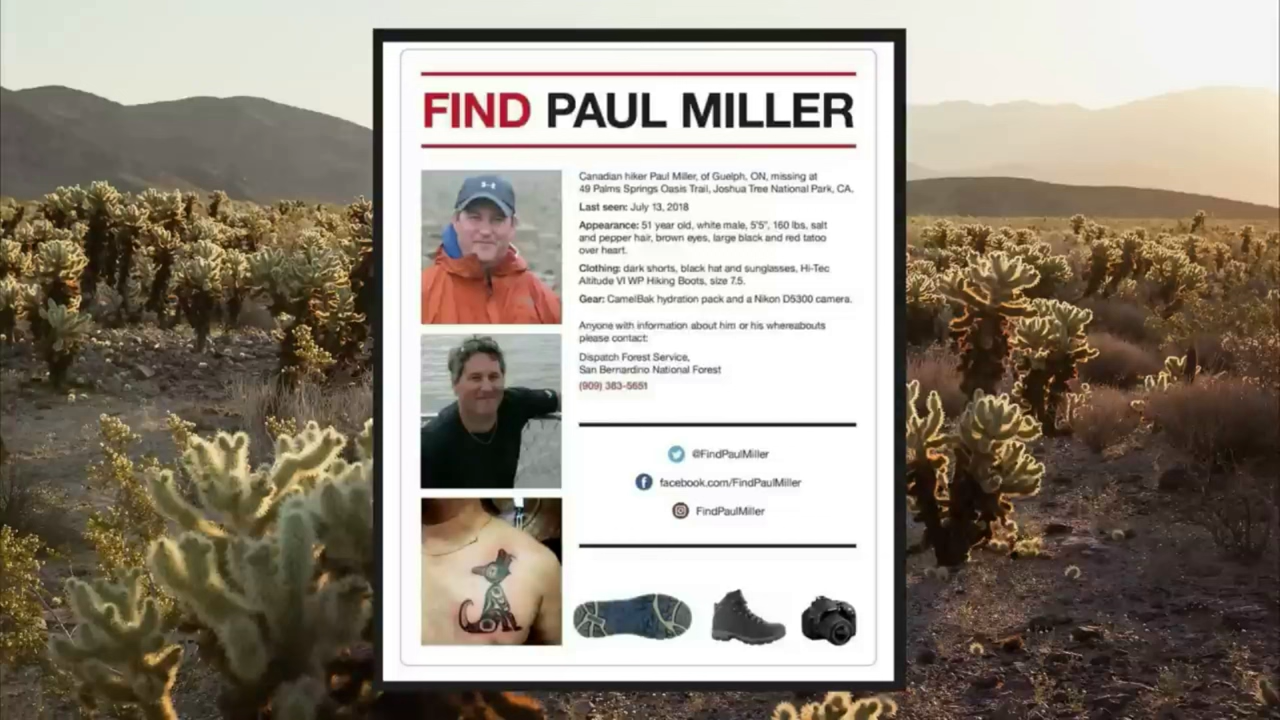 FIND PAUL MILLER
Canadian hiker Paul Miller, of Guelph, ON, missing at
49 Palms Springs Oasis Trail, Joshua Tree National Park, CA.
Last seen: July 13, 2018
Appearance: 51 year old, white male, 5'5", 160 lbs, salt
and pepper hair, brown eyes, large black and red tatoo
over heart.
Clothing: dark shorts, black hat and sunglasses, Hi-Tec
Altitude VI WP Hiking Boots, size 7.5.
Gear: CamelBak hydration pack and a Nikon D5300 camera.
Anyone with information about him or his whereabouts
please contact:
Dispatch Forest Service,
San Bernardino National Forest
(909) 383-5651
@FindPaulMiller
facebook.com/FindPaulMiller
FindPaulMiller